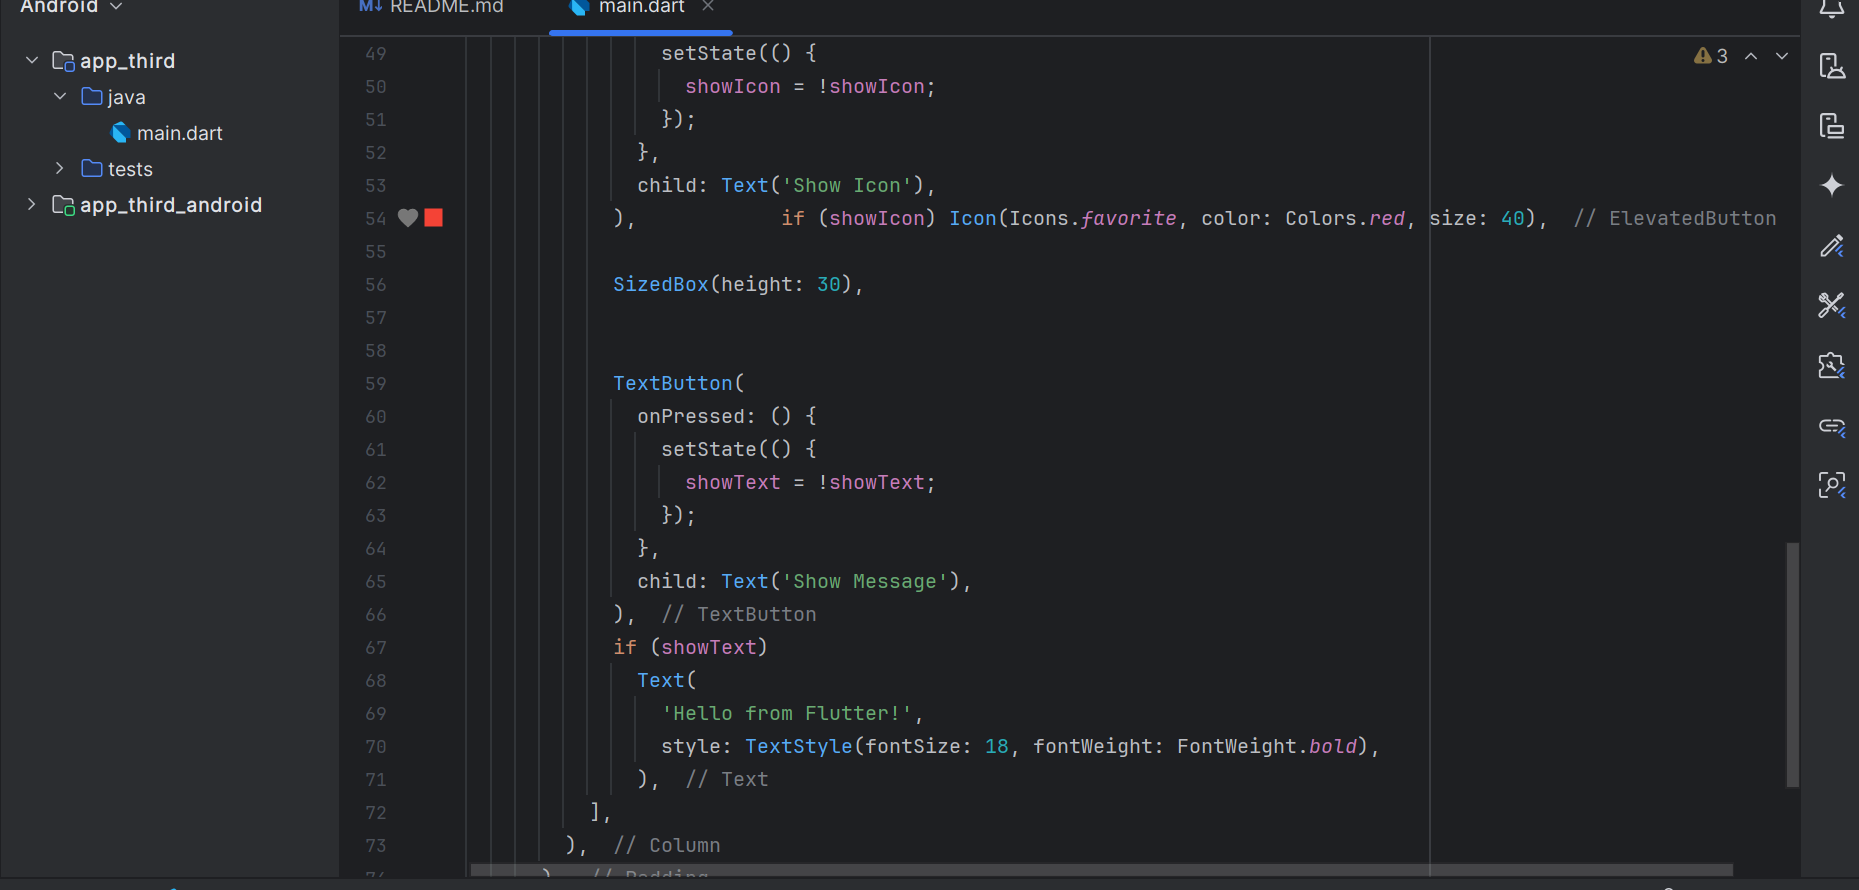 Android
app_third
java
main.dart
tests
app_third_android
M↓ README.md
main.dart
3
49 setState(() {
50 showIcon = !showIcon;
51 });
52 },
53 child: Text('Show Icon'),
54 ), if (showIcon) Icon(Icons.favorite, color: Colors.red, size: 40), // ElevatedButton
55
56 SizedBox(height: 30),
57
58
59 TextButton(
60 onPressed: () {
61 setState(() {
62 showText = !showText;
63 });
64 },
65 child: Text('Show Message'),
66 ), // TextButton
67 if (showText)
68 Text(
69 'Hello from Flutter!',
70 style: TextStyle(fontSize: 18, fontWeight: FontWeight.bold),
71 ), // Text
72 ],
73 ), // Column
74 ), // Padding